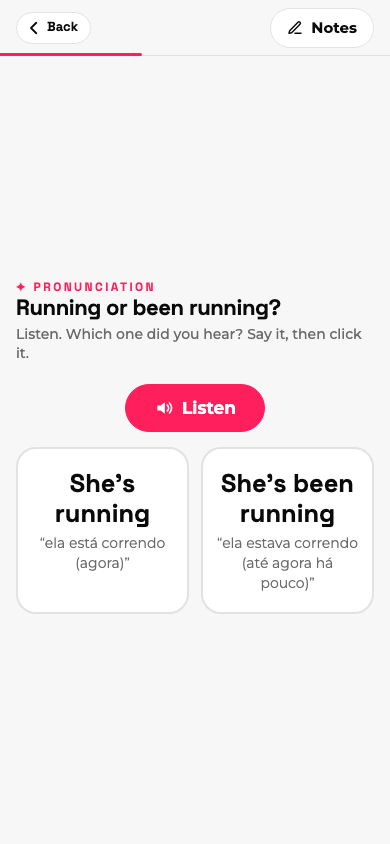 Back
Notes
PRONUNCIATION
Running or been running?
Listen. Which one did you hear? Say it, then click
it.
Listen
She's
running
"ela está correndo
(agora)"
She's been
running
"ela estava correndo
(até agora há
pouco)"